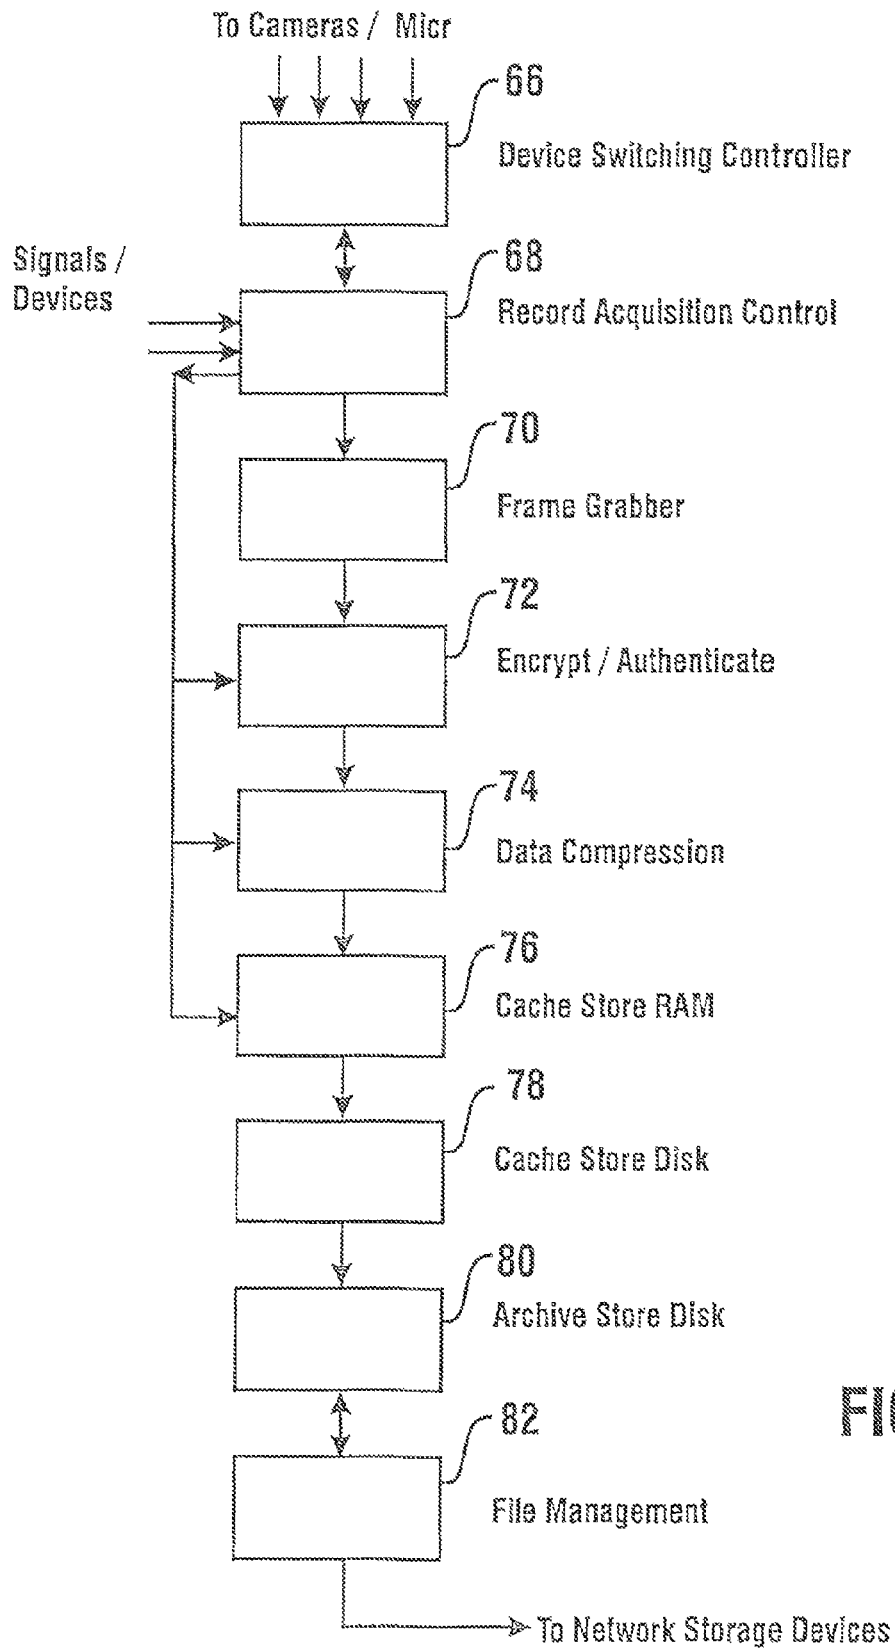 To Cameras / Micr
66
Device Switching Controller
Signals /
Devices
68
Record Acquisition Control
70
Frame Grabber
72
Encrypt / Authenticate
74
Data Compression
76
Cache Store RAM
78
Cache Store Disk
80
Archive Store Disk
82
File Management
To Network Storage Devices